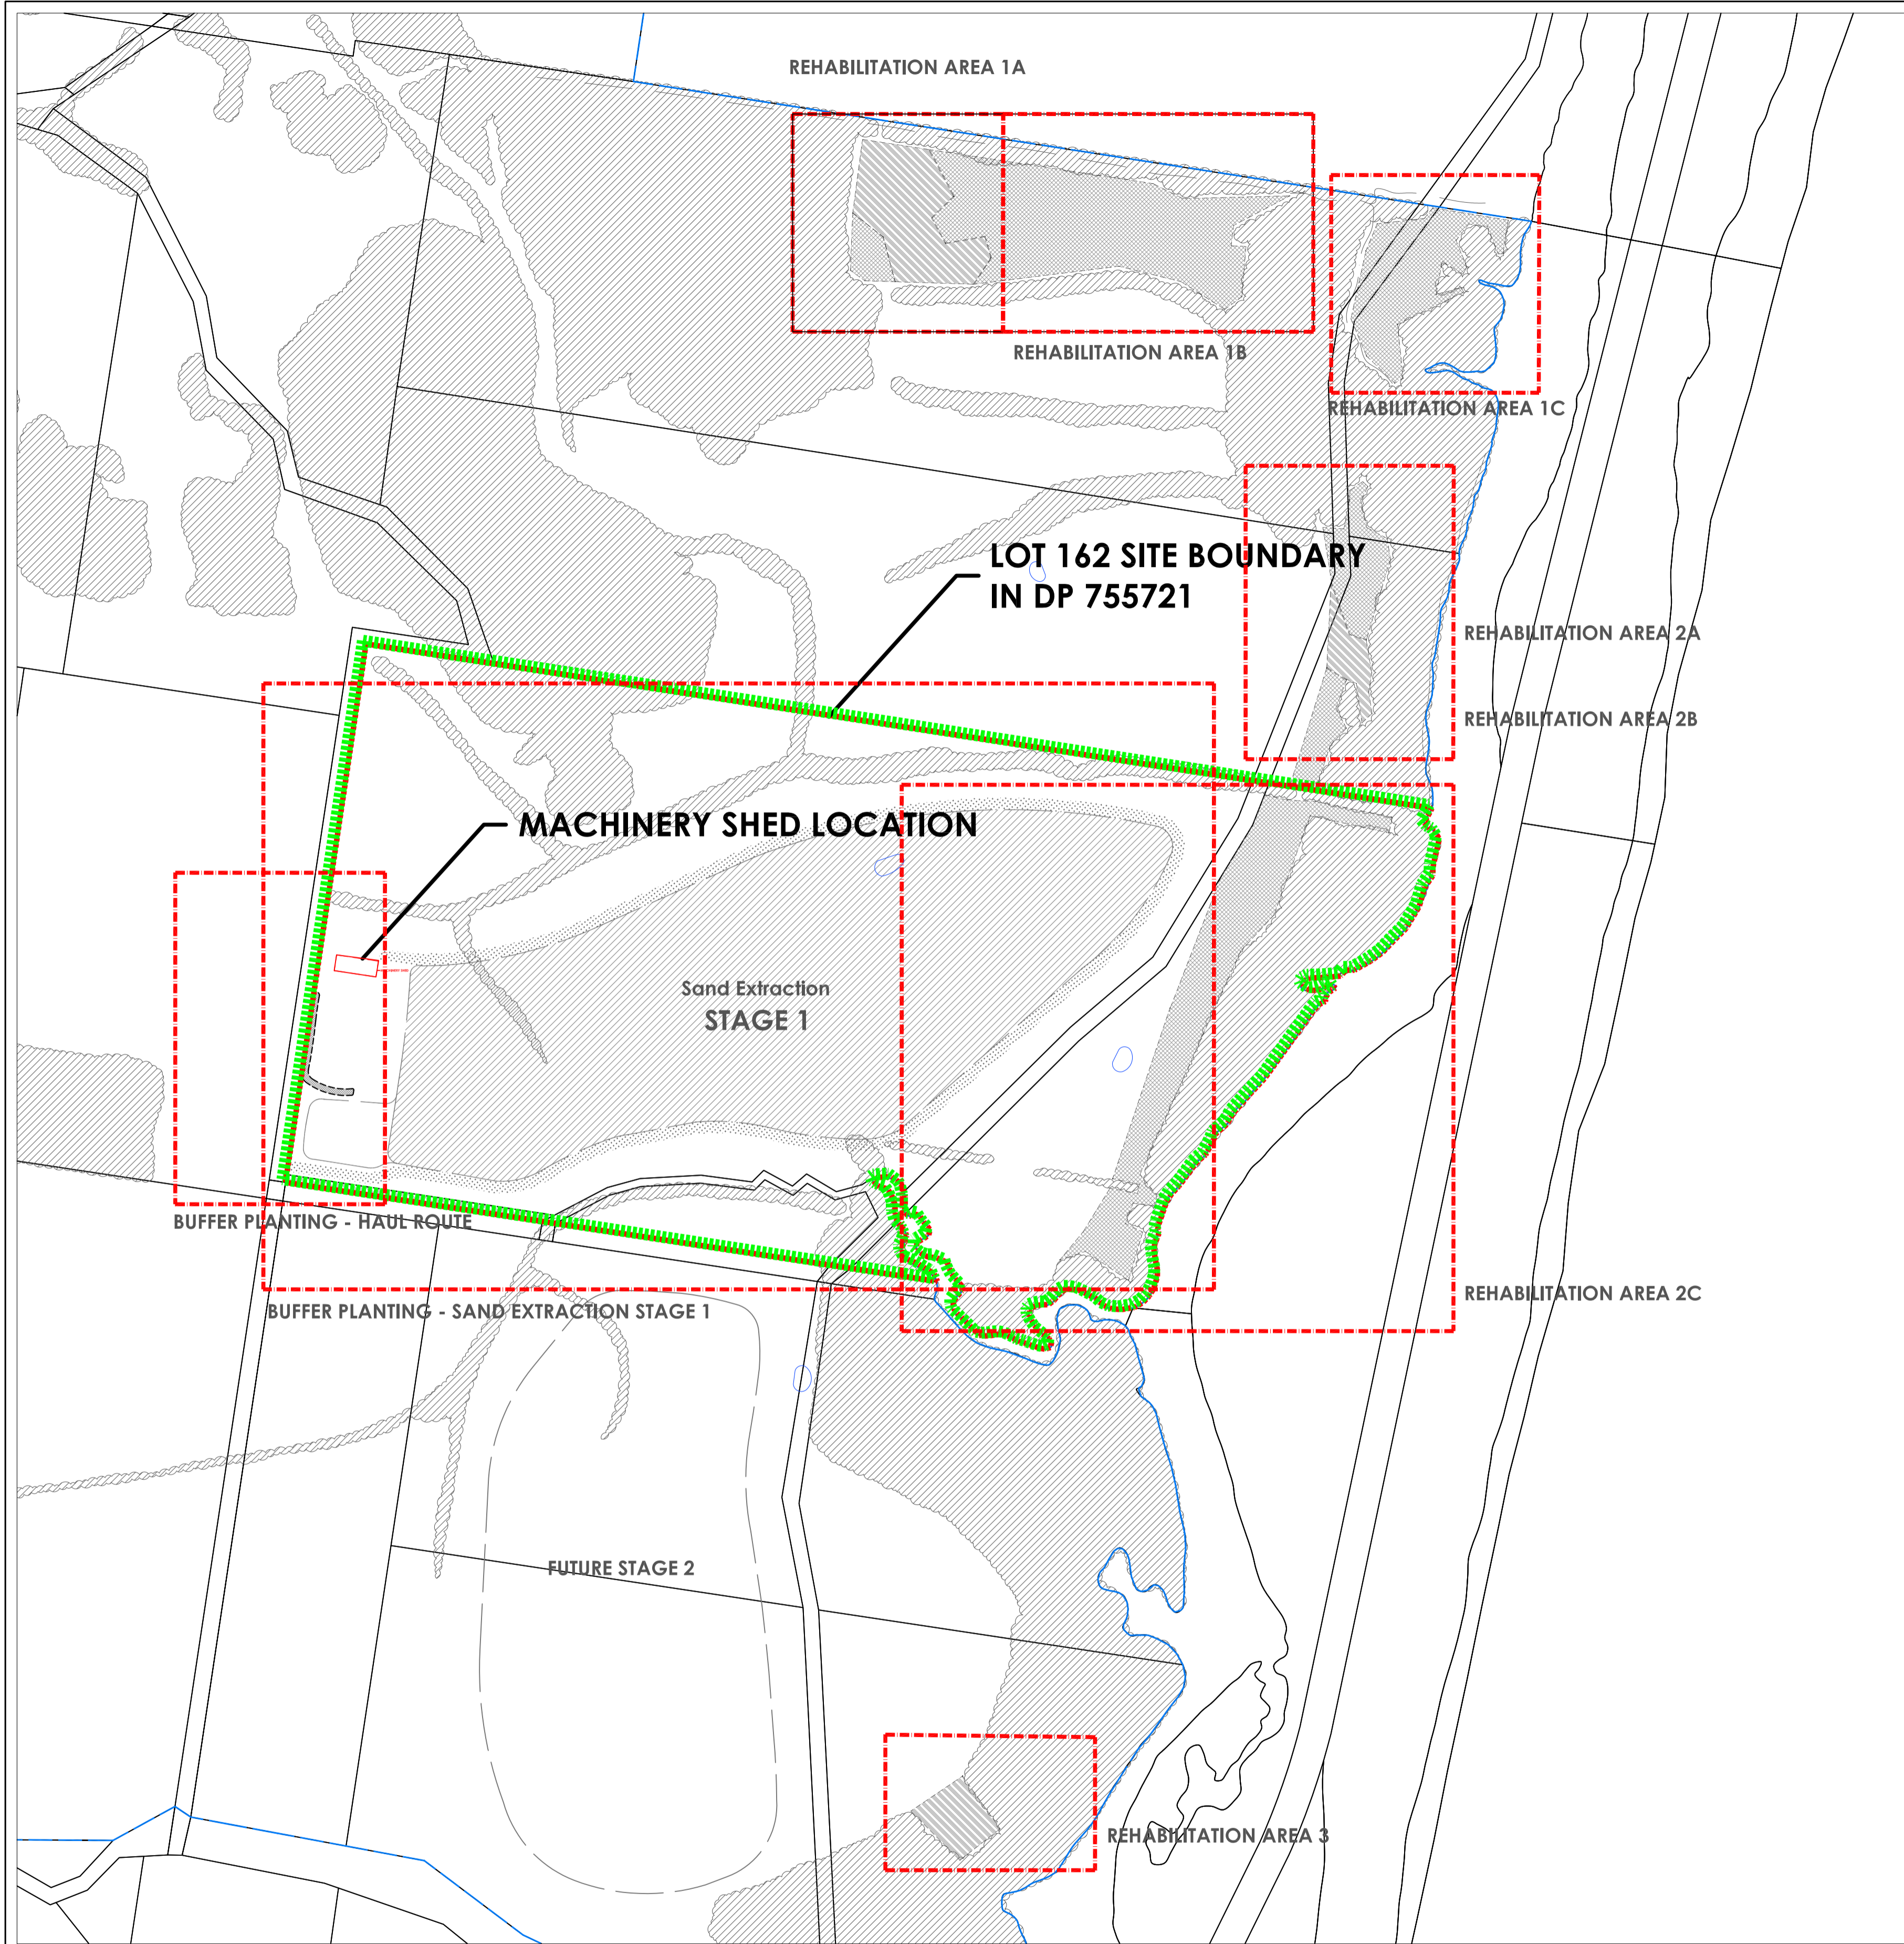 REHABILITATION AREA 1A
REHABILITATION AREA 1B
REHABILITATION AREA 1C
LOT 162 SITE BOUNDARY
IN DP 755721
REHABILITATION AREA 2A
REHABILITATION AREA 2B
MACHINERY SHED LOCATION
Sand Extraction
STAGE 1
BUFFER PLANTING - HAUL ROUTE
REHABILITATION AREA 2C
BUFFER PLANTING - SAND EXTRACTION STAGE 1
FUTURE STAGE 2
REHABILITATION AREA 3